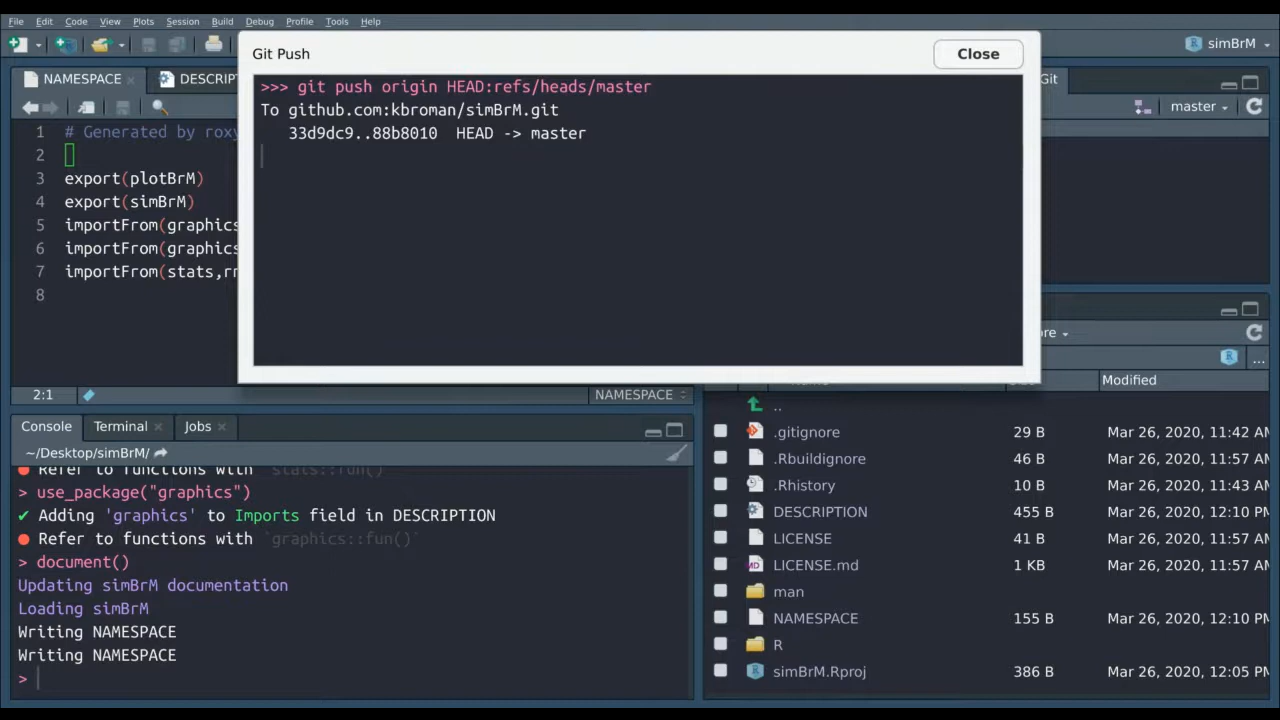 File Edit Code View Plots Session Build Debug Profile Tools Help
simBrM
Git Push
Close
NAMESPACE
Git
master
>>> git push origin HEAD:refs/heads/master
To github.com:kbroman/simBrM.git
33d9dc9..88b8010 HEAD -> master
1 # Generated by
2
3 export(plotBrM)
4 export(simBrM)
5 importFrom(graphics
6 importFrom(graphics
7 importFrom(stats,
8
2:1
NAMESPACE
Console Terminal Jobs
~/Desktop/simBrM/
Refer to functions with `stats::fun()`
> use_package("graphics")
✔ Adding 'graphics' to Imports field in DESCRIPTION
● Refer to functions with `graphics::fun()`
> document()
Updating simBrM documentation
Loading simBrM
Writing NAMESPACE
Writing NAMESPACE
>
...
Modified
..
.gitignore 29 B Mar 26, 2020, 11:42 AM
.Rbuildignore 46 B Mar 26, 2020, 11:57 AM
.Rhistory 10 B Mar 26, 2020, 11:43 AM
DESCRIPTION 455 B Mar 26, 2020, 12:10 PM
LICENSE 41 B Mar 26, 2020, 11:57 AM
LICENSE.md 1 KB Mar 26, 2020, 11:57 AM
man
NAMESPACE 155 B Mar 26, 2020, 12:10 PM
R
simBrM.Rproj 386 B Mar 26, 2020, 12:05 PM